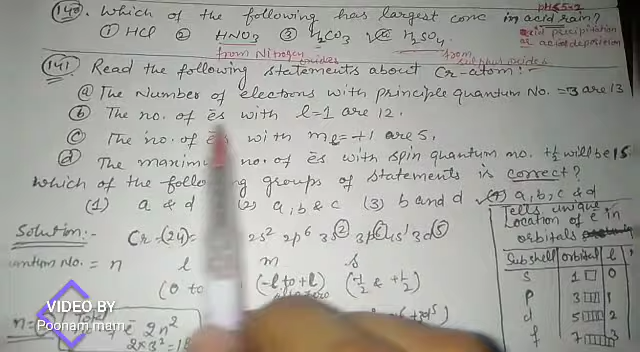 140. Which of the following has largest conc in acid rain?
PH<5.2
① HCl ② HNO3 ③ H2CO3 ④ H2SO4
acid precipitation
or acid deposition
from Nitrogen oxides from sulphur oxides
141. Read the following statements about Cr-atom:-
ⓐ The Number of electrons with principle quantum No. =3 are 13
ⓑ The no. of ēs with l=1 are 12.
ⓒ The no. of ēs with ml=+1 are 5.
ⓓ The maximum no. of ēs with spin quantum no. +½ will be 15
Which of the following groups of statements is correct?
(1) a & d (2) a, b & c (3) b and d (4) a, b, c & d
Tells unique
Location of ē in
orbitals
Solution:-
Cr-(24)= 2s² 2p⁶ 3s² 3p⁶ 4s¹ 3d⁵
Quantum No. = n l m s
(0 to (-l to +l) (-½ & +½)
Subshell orbital l
s 1 0
p 3 1
d 5 2
f 7 3
Total
ē 2n²
2×3²=18
VIDEO BY
Poonam mam